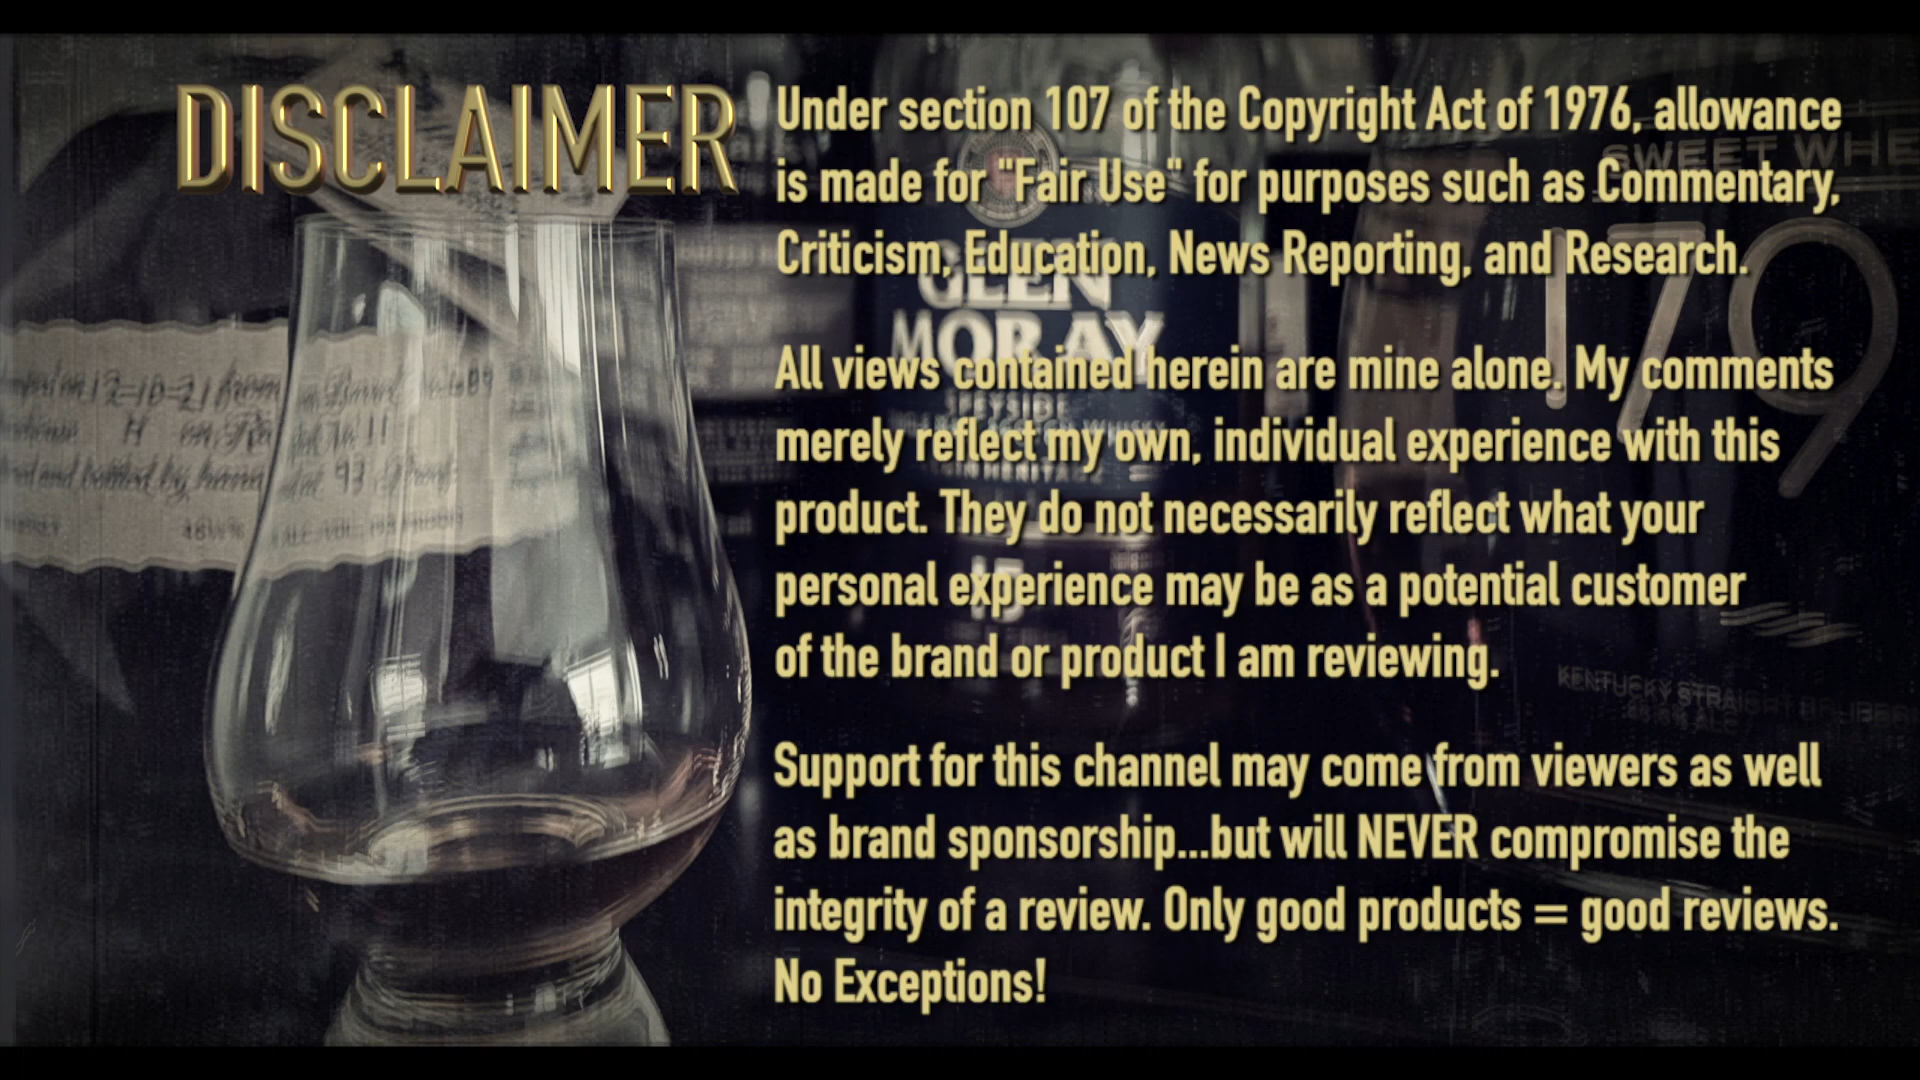 DISCLAIMER
Under section 107 of the Copyright Act of 1976, allowance
is made for "Fair Use" for purposes such as Commentary,
Criticism, Education, News Reporting, and Research.
All views contained herein are mine alone. My comments
merely reflect my own, individual experience with this
product. They do not necessarily reflect what your
personal experience may be as a potential customer
of the brand or product I am reviewing.
Support for this channel may come from viewers as well
as brand sponsorship...but will NEVER compromise the
integrity of a review. Only good products = good reviews.
No Exceptions!
GLEN
MORAY
SPEYSIDE
15
SWEET WHE
179
KENTUCKY STRAIGHT